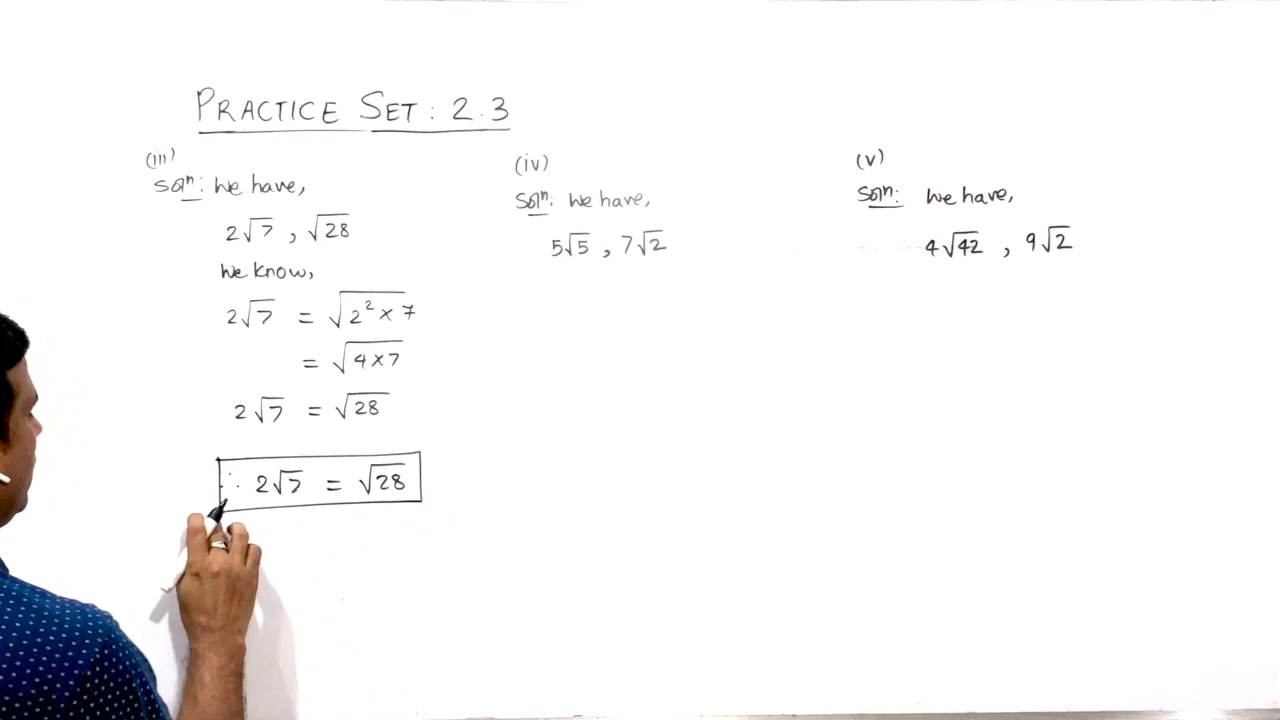 PRACTICE SET: 2.3
(iii)
Solⁿ: We have,
2√7 , √28
We know,
2√7 = √2² × 7
= √4 × 7
2√7 = √28
∴ 2√7 = √28
(iv)
Solⁿ: We have,
5√5 , 7√2
(v)
Solⁿ: We have,
4√42 , 9√2